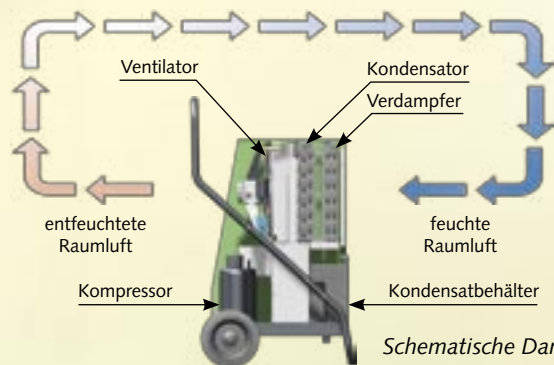 Ventilator
Kondensator
Verdampfer
entfeuchtete
Raumluft
feuchte
Raumluft
Kompressor
Kondensatbehälter
Schematische Dar